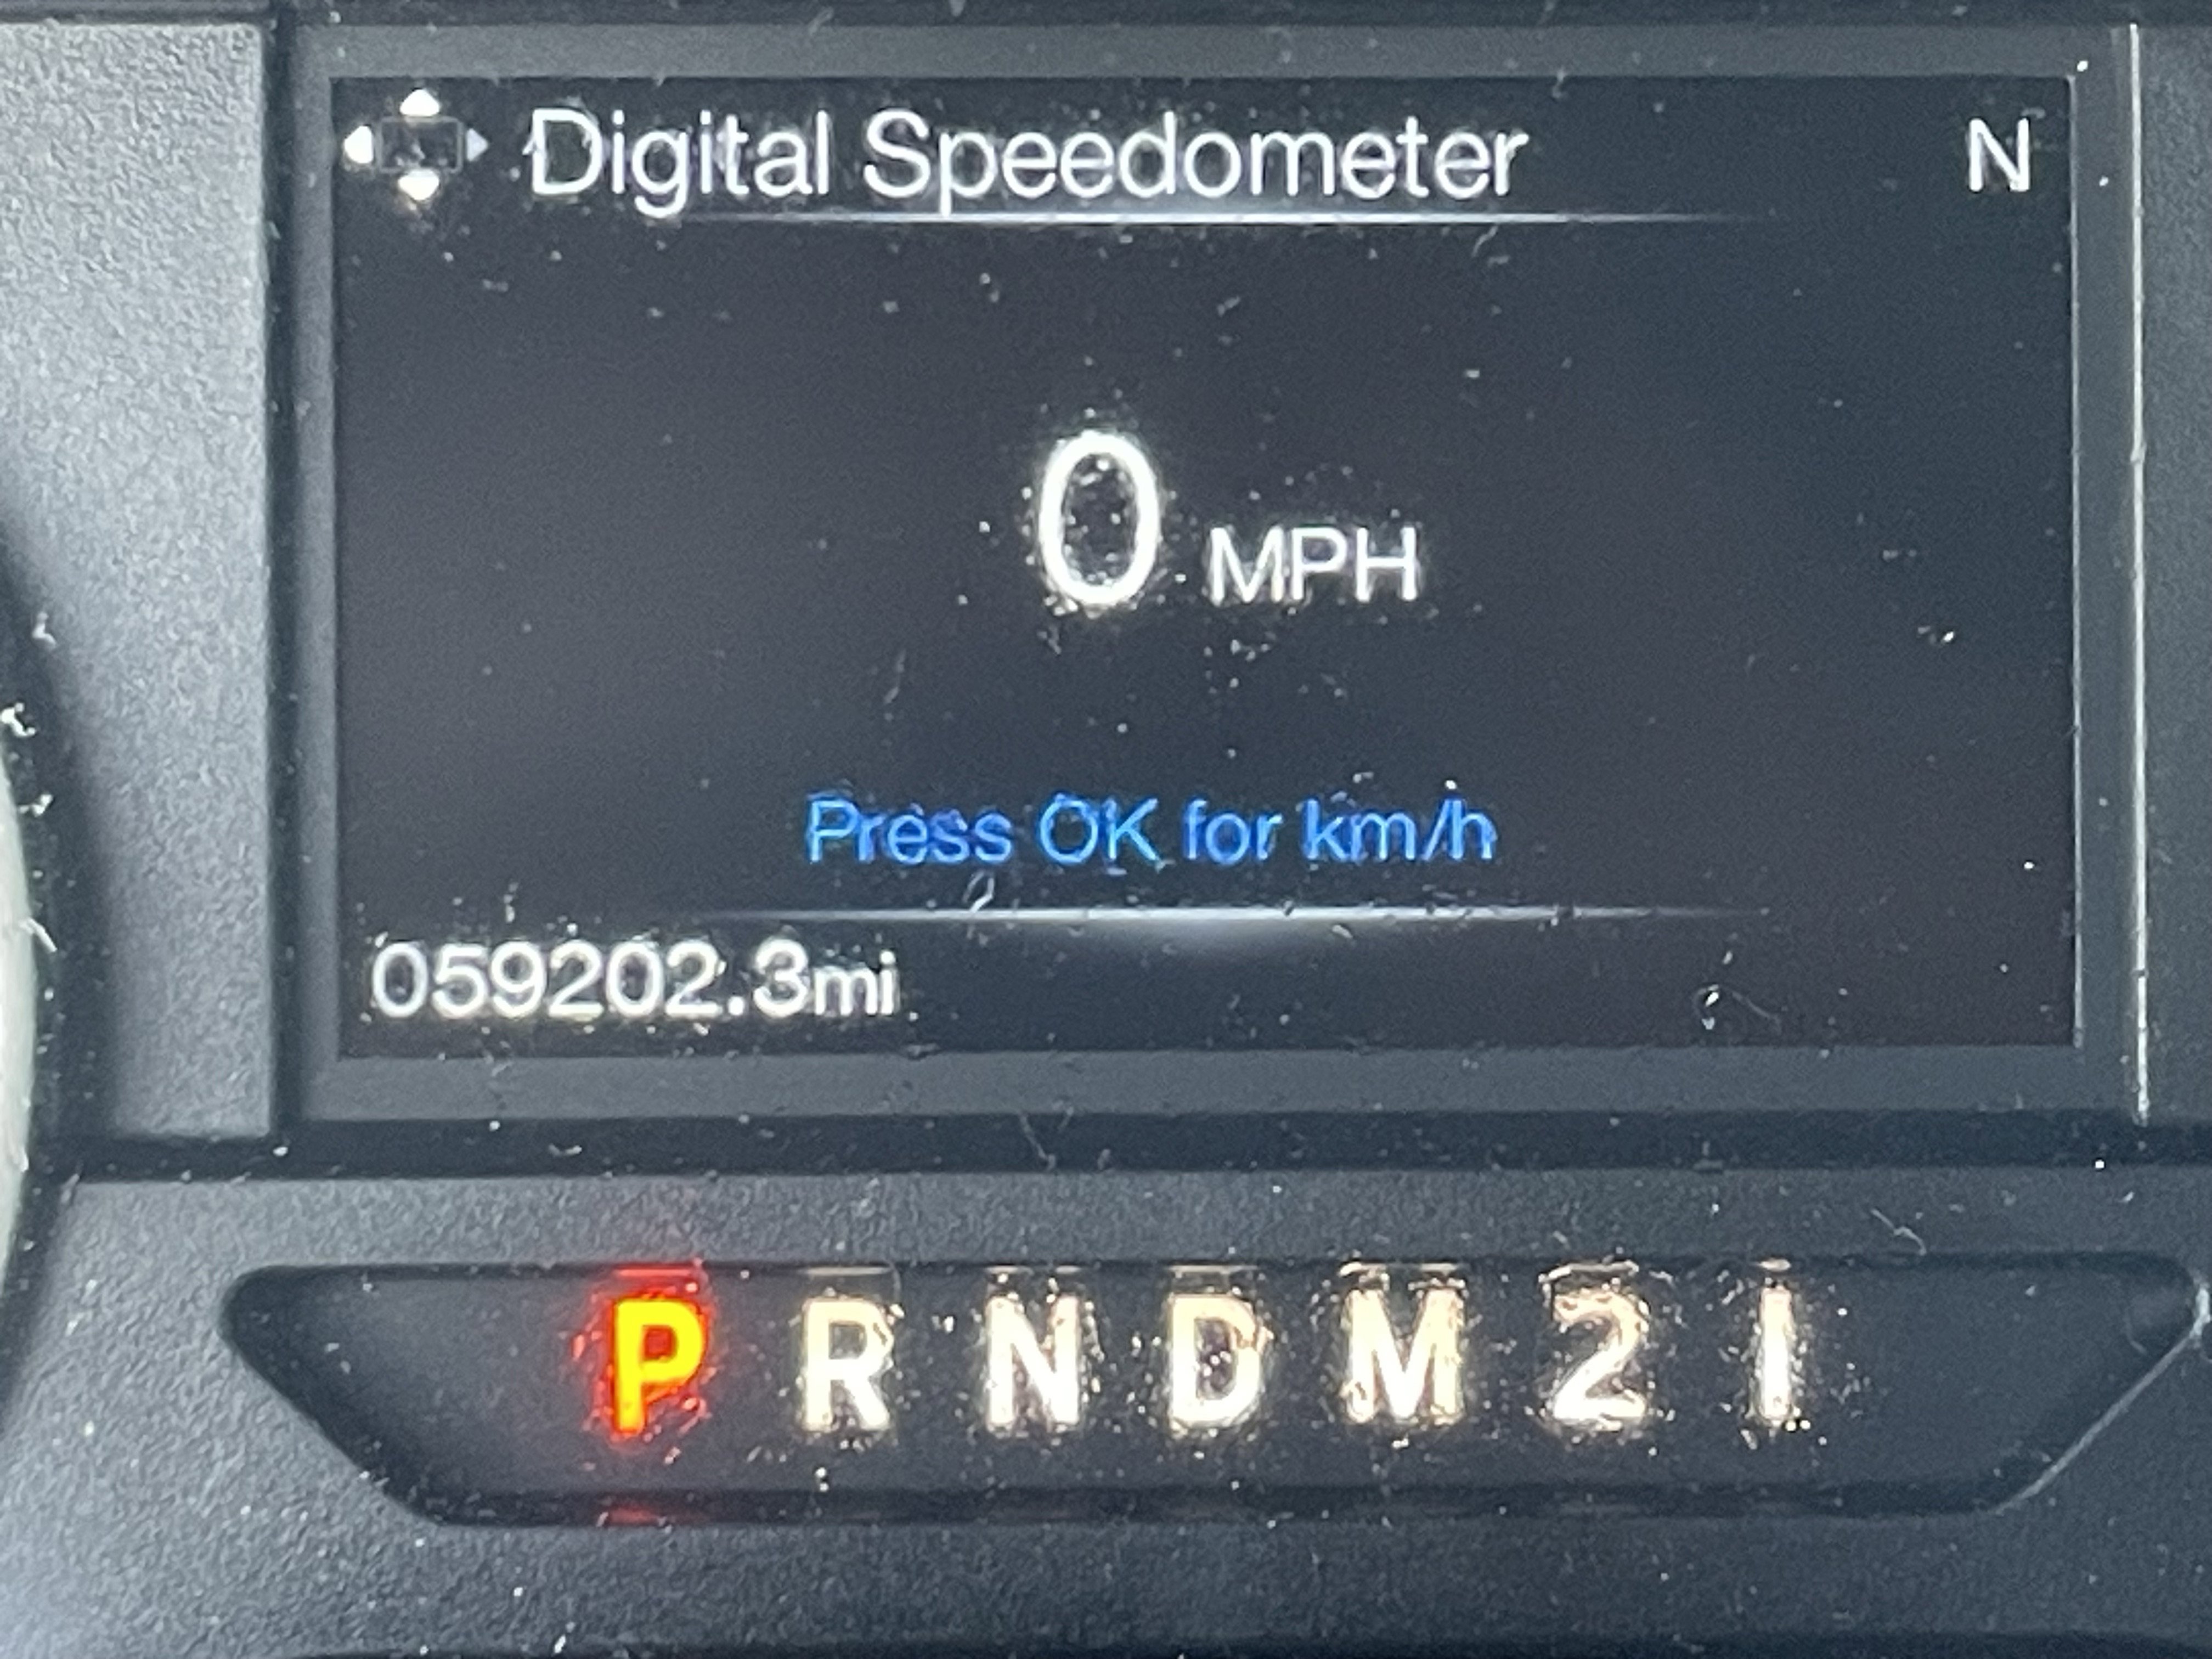 Digital Speedometer N
0 MPH
Press OK for km/h
059202.3mi
P R N D M 2 1